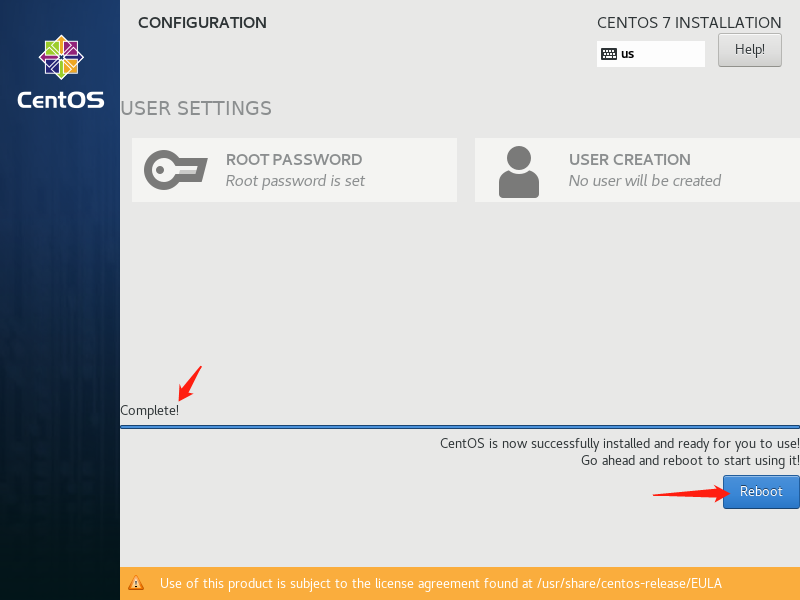 CONFIGURATION
CENTOS 7 INSTALLATION
us
Help!
CentOS
USER SETTINGS
ROOT PASSWORD
Root password is set
USER CREATION
No user will be created
Complete!
CentOS is now successfully installed and ready for you to use!
Go ahead and reboot to start using it!
Reboot
Use of this product is subject to the license agreement found at /usr/share/centos-release/EULA